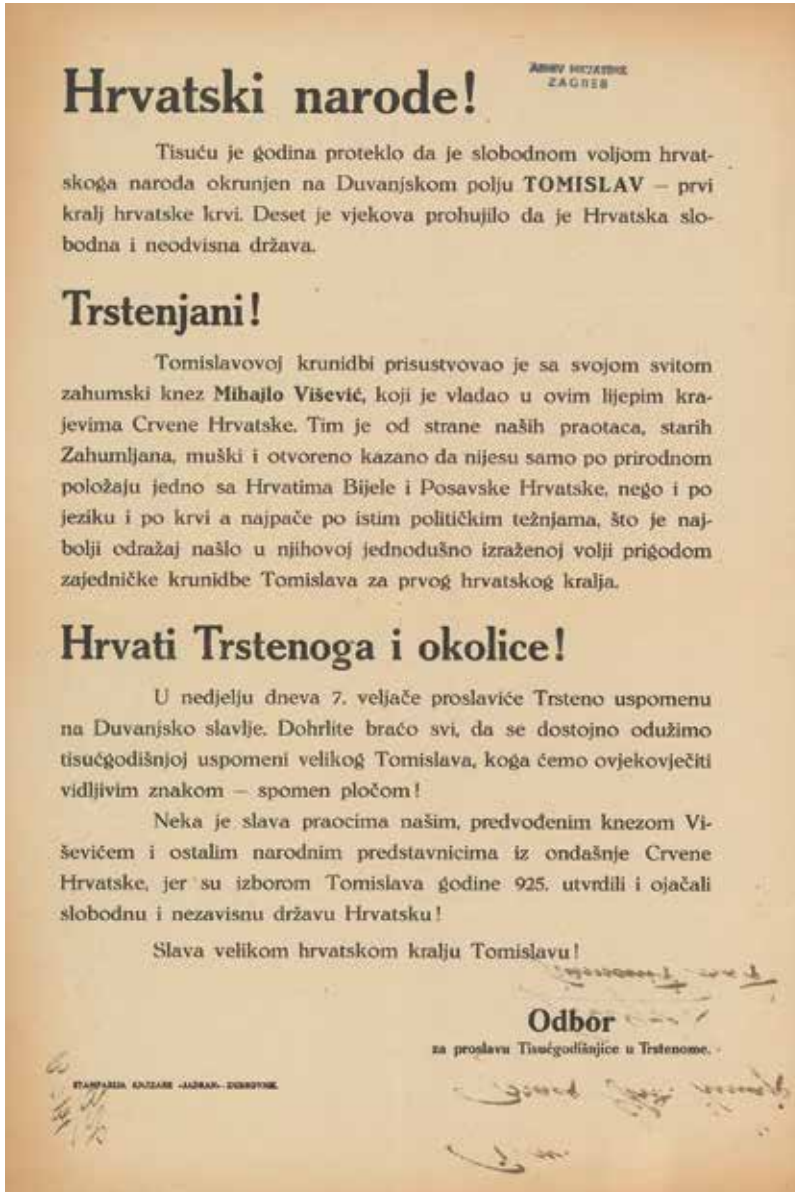 Hrvatski narode!
ARHIV HRVATSKE
ZAGREB
Tisuću je godina proteklo da je slobodnom voljom hrvat-
skoga naroda okrunjen na Duvanjskom polju TOMISLAV — prvi
kralj hrvatske krvi. Deset je vjekova prohujilo da je Hrvatska slo-
bodna i neodvisna država.
Trstenjani!
Tomislavovoj krunidbi prisustvovao je sa svojom svitom
zahumski knez Mihajlo Višević, koji je vladao u ovim lijepim kra-
jevima Crvene Hrvatske. Tim je od strane naših praotaca, starih
Zahumljana, muški i otvoreno kazano da nijesu samo po prirodnom
položaju jedno sa Hrvatima Bijele i Posavske Hrvatske, nego i po
jeziku i po krvi a najpače po istim političkim težnjama, što je naj-
bolji odražaj našlo u njihovoj jednodušno izraženoj volji prigodom
zajedničke krunidbe Tomislava za prvog hrvatskog kralja.
Hrvati Trstenoga i okolice!
U nedjelju dneva 7. veljače proslaviće Trsteno uspomenu
na Duvanjsko slavlje. Dohrlite braćo svi, da se dostojno odužimo
tisućgodišnjoj uspomeni velikog Tomislava, koga ćemo ovjekovječiti
vidljivim znakom — spomen pločom!
Neka je slava praocima našim, predvođenim knezom Vi-
ševićem i ostalim narodnim predstavnicima iz ondašnje Crvene
Hrvatske, jer su izborom Tomislava godine 925. utvrdili i ojačali
slobodnu i nezavisnu državu Hrvatsku!
Slava velikom hrvatskom kralju Tomislavu!
Odbor
za proslavu Tisućgodišnjice u Trstenome.
ŠTAMPARIJA KNJIŽARE «JADRAN» DUBROVNIK.